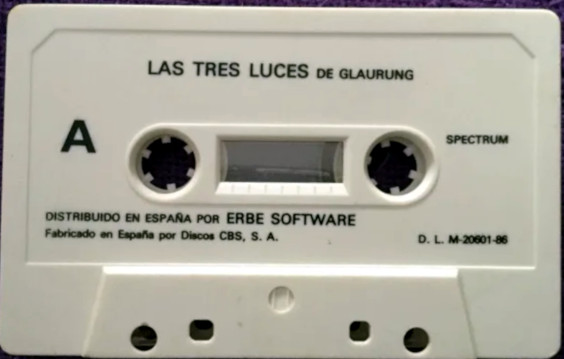 LAS TRES LUCES DE GLAURUNG
A
SPECTRUM
DISTRIBUIDO EN ESPAÑA POR ERBE SOFTWARE
Fabricado en España por Discos CBS, S. A.
D. L. M-20601-86